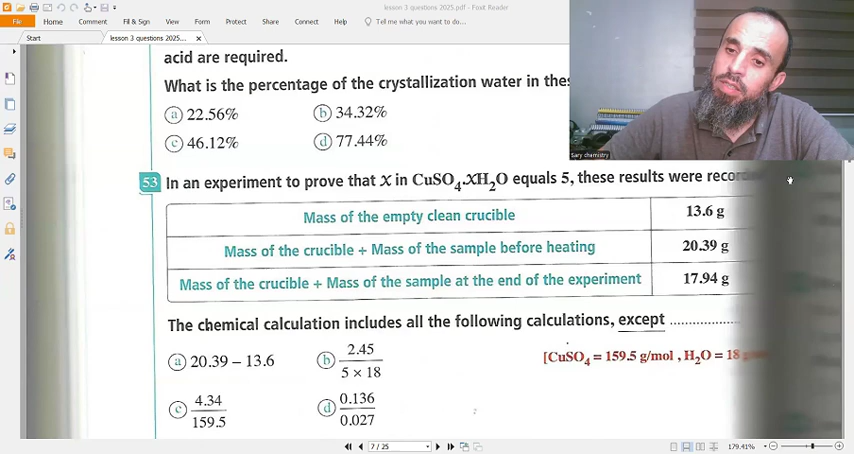 lesson 3 questions 2025.pdf - Foxit Reader
File Home Comment Fill & Sign View Form Protect Share Connect Help Tell me what you want to do...
Start lesson 3 questions 2025....
acid are required.
What is the percentage of the crystallization water in
a 22.56% b 34.32%
c 46.12% d 77.44%
Sary chamistry
53 In an experiment to prove that x in CuSO₄.xH₂O equals 5, these results were
Mass of the empty clean crucible 13.6 g
Mass of the crucible + Mass of the sample before heating 20.39 g
Mass of the crucible + Mass of the sample at the end of the experiment 17.94 g
The chemical calculation includes all the following calculations, except ..............
a 20.39 – 13.6 b 2.45 / 5 × 18
[CuSO₄ = 159.5 g/mol , H₂O = 18
c 4.34 / 159.5 d 0.136 / 0.027
7 / 25 179.41%